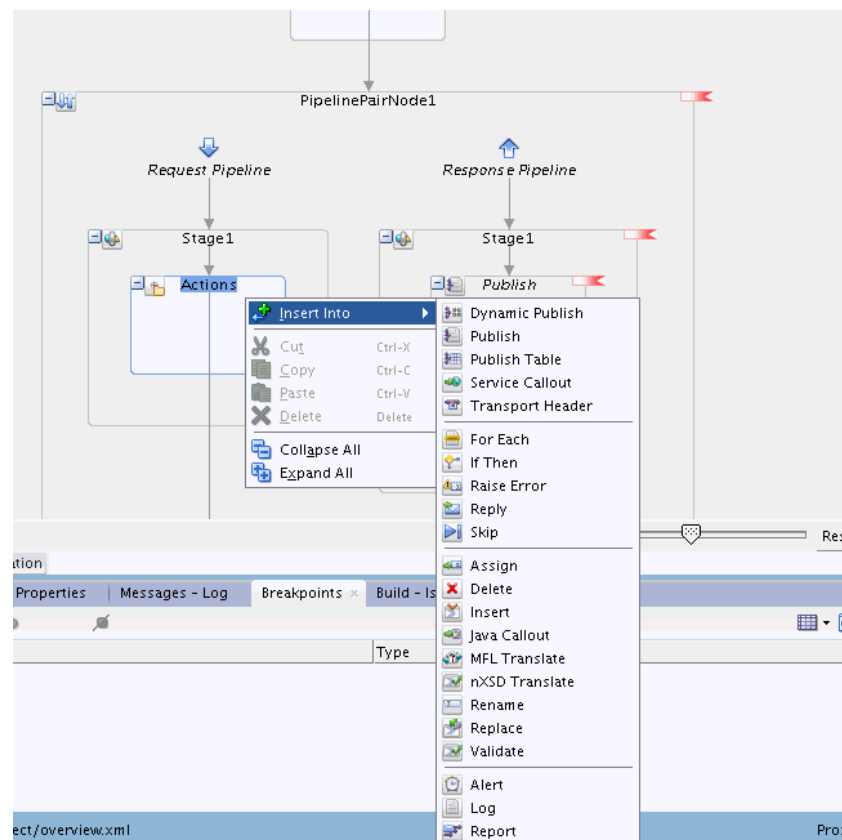 PipelinePairNode1
Request Pipeline
Response Pipeline
Stage1
Stage1
Actions
Publish
Insert Into
Cut Ctrl-X
Copy Ctrl-C
Paste Ctrl-V
Delete Delete
Collapse All
Expand All
Dynamic Publish
Publish
Publish Table
Service Callout
Transport Header
For Each
If Then
Raise Error
Reply
Skip
Assign
Delete
Insert
Java Callout
MFL Translate
nXSD Translate
Rename
Replace
Validate
Alert
Log
Report
Res
ation
Properties Messages - Log Breakpoints × Build - Is
Type
ect/overview.xml
Pro